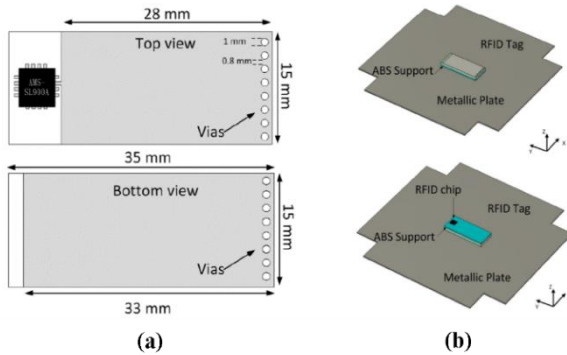 28 mm
Top view
1 mm
0.8 mm
AMS-
SL900A
15 mm
Vias
35 mm
Bottom view
15 mm
Vias
33 mm
(a)
RFID Tag
ABS Support
Metallic Plate
Z
Y
X
RFID chip
RFID Tag
ABS Support
Metallic Plate
Z
Y
(b)